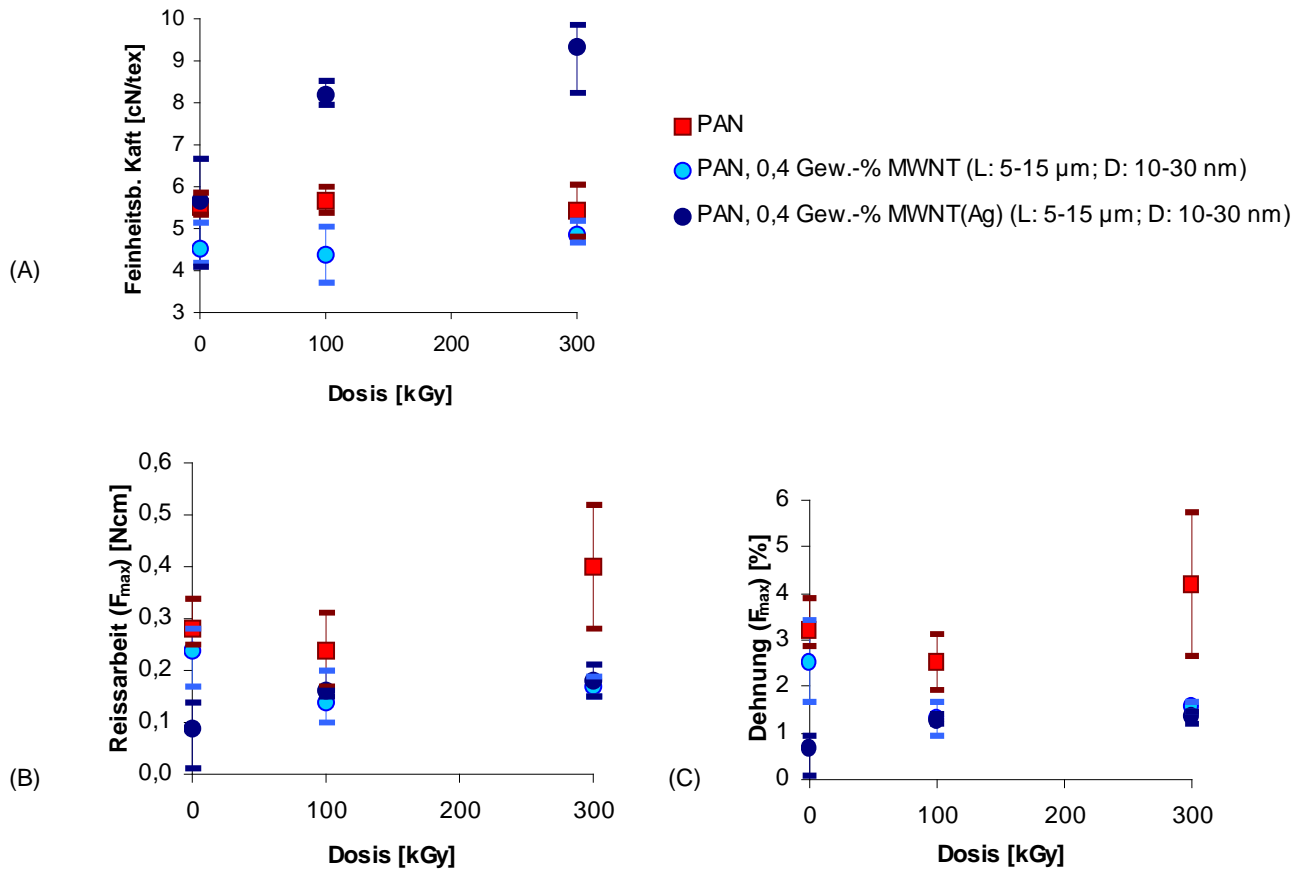 10
9
8
7
6
5
4
3
Feinheitsb. Kaft [cN/tex]
0 100 200 300
Dosis [kGy]
(A)
PAN
PAN, 0,4 Gew.-% MWNT (L: 5-15 µm; D: 10-30 nm)
PAN, 0,4 Gew.-% MWNT(Ag) (L: 5-15 µm; D: 10-30 nm)
0,6
0,5
0,4
0,3
0,2
0,1
0,0
Reissarbeit (Fmax) [Ncm]
0 100 200 300
Dosis [kGy]
(B)
6
5
4
3
2
1
0
Dehnung (Fmax) [%]
0 100 200 300
Dosis [kGy]
(C)